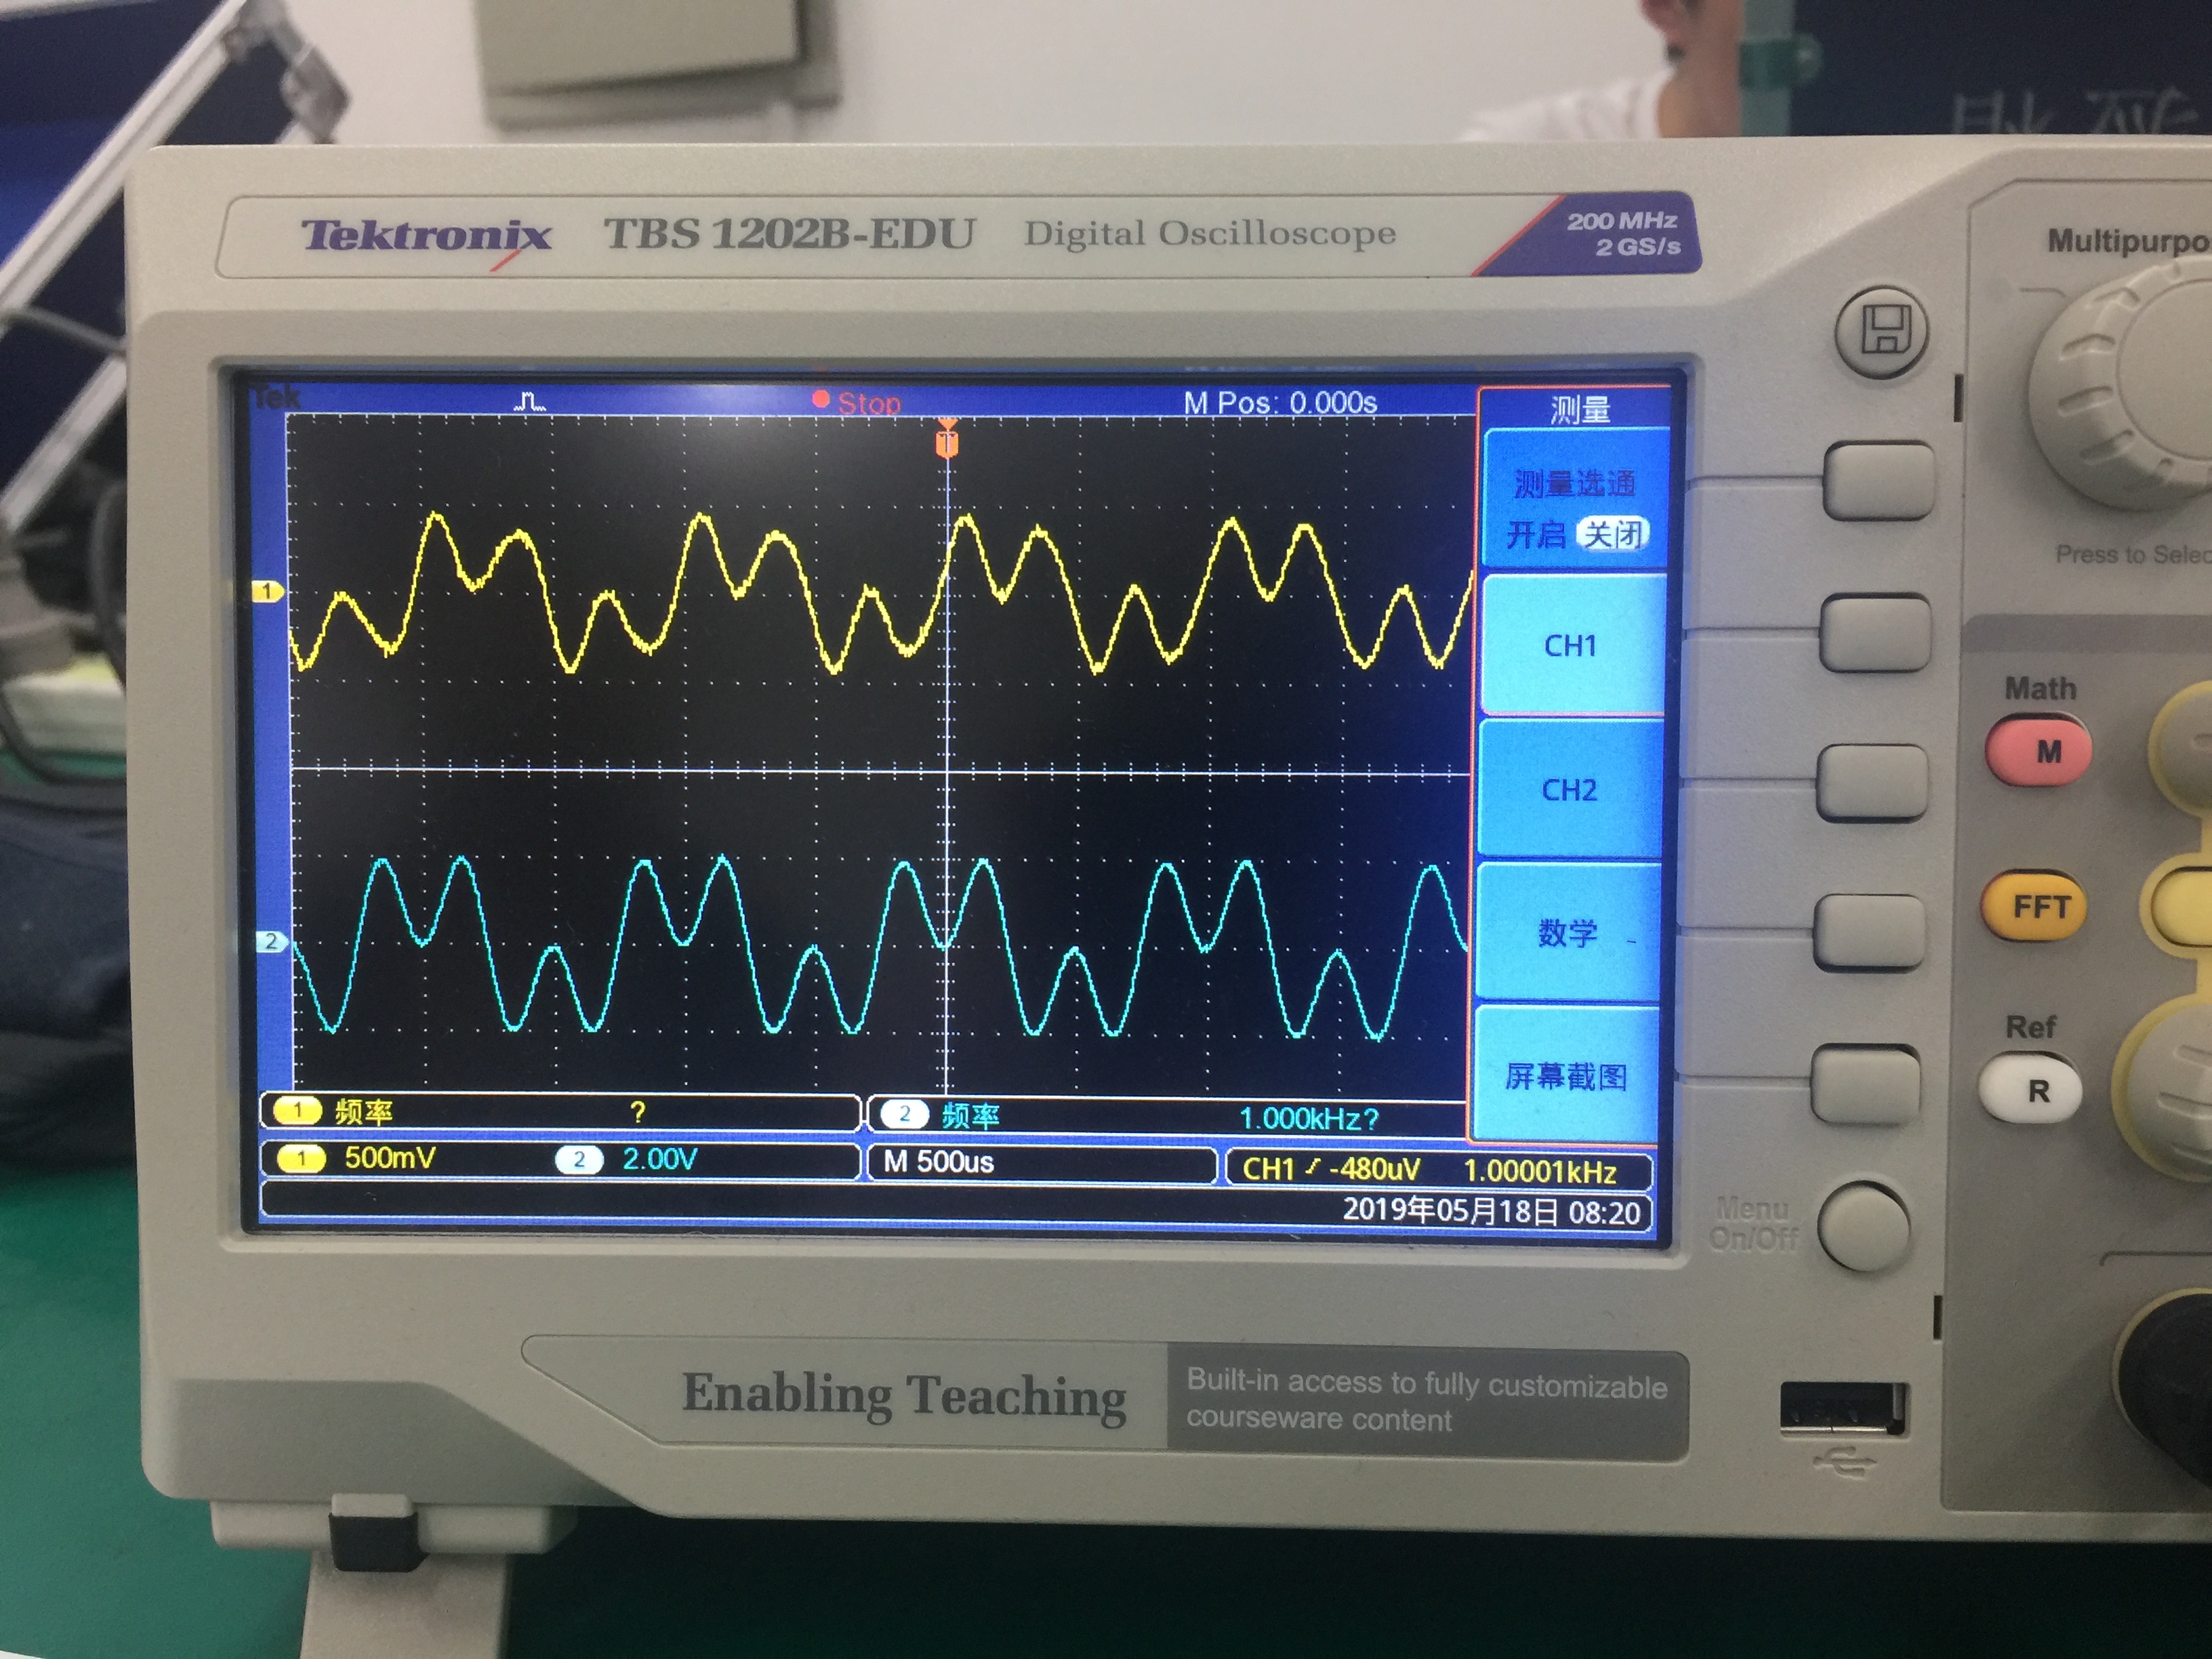 Tektronix TBS 1202B-EDU Digital Oscilloscope
200 MHz
2 GS/s
Multipurpo
Press to Selec
Tek
Stop
M Pos: 0.000s
T
测量
测量选通
开启 关闭
CH1
CH2
数学
屏幕截图
1
2
1 频率 ?
2 频率 1.000kHz?
1 500mV 2 2.00V
M 500us
CH1 -480uV 1.00001kHz
2019年05月18日 08:20
Math
M
FFT
Ref
R
Menu
On/Off
Enabling Teaching
Built-in access to fully customizable
courseware content